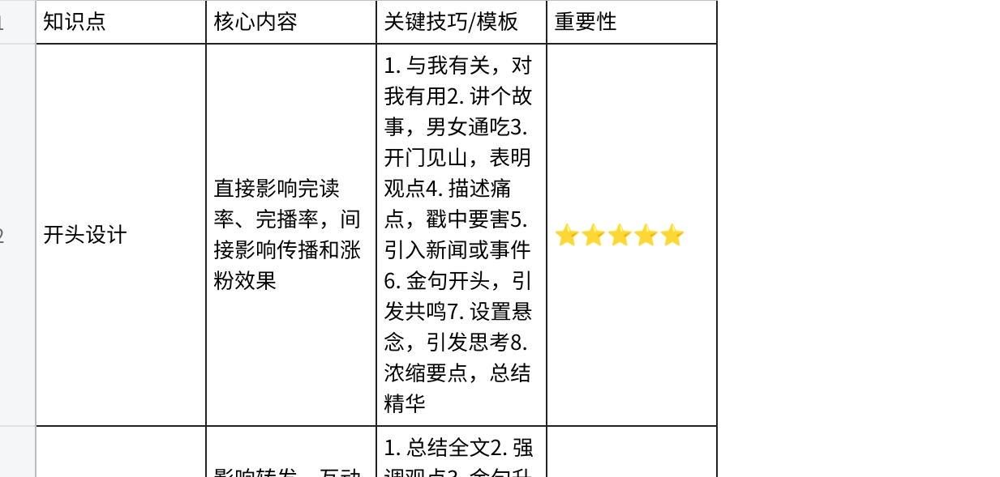 1
知识点
核心内容
关键技巧/模板
重要性
2
开头设计
直接影响完读
率、完播率，间
接影响传播和涨
粉效果
1. 与我有关，对
我有用2. 讲个故
事，男女通吃3.
开门见山，表明
观点4. 描述痛
点，戳中要害5.
引入新闻或事件
6. 金句开头，引
发共鸣7. 设置悬
念，引发思考8.
浓缩要点，总结
精华
⭐⭐⭐⭐⭐
影响转发、互动
1. 总结全文2. 强
调观点3. 金句升